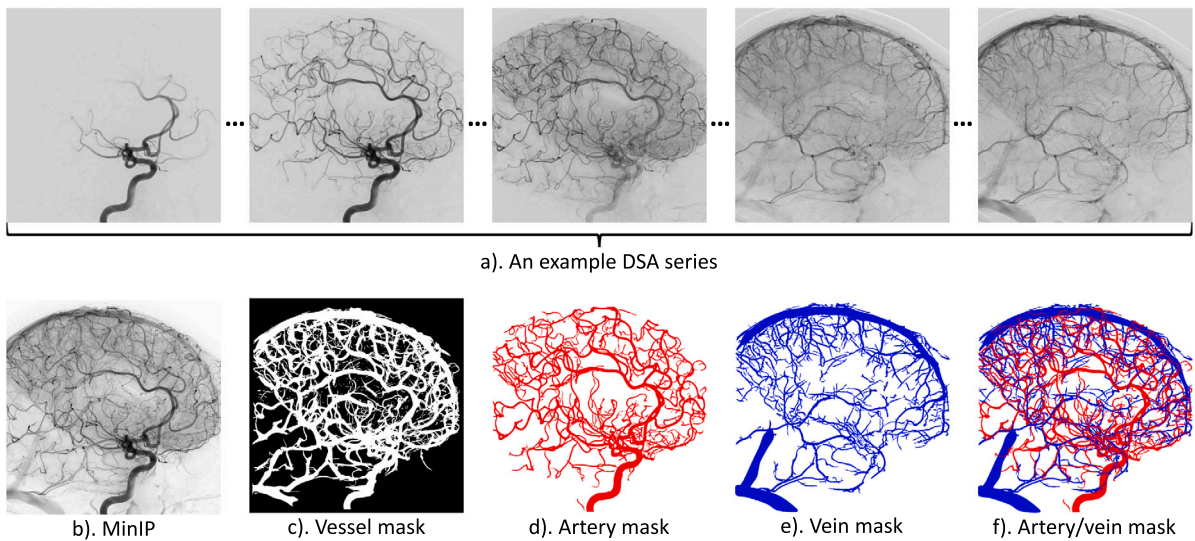 ... ... ... ...
a). An example DSA series
b). MinIP
c). Vessel mask
d). Artery mask
e). Vein mask
f). Artery/vein mask